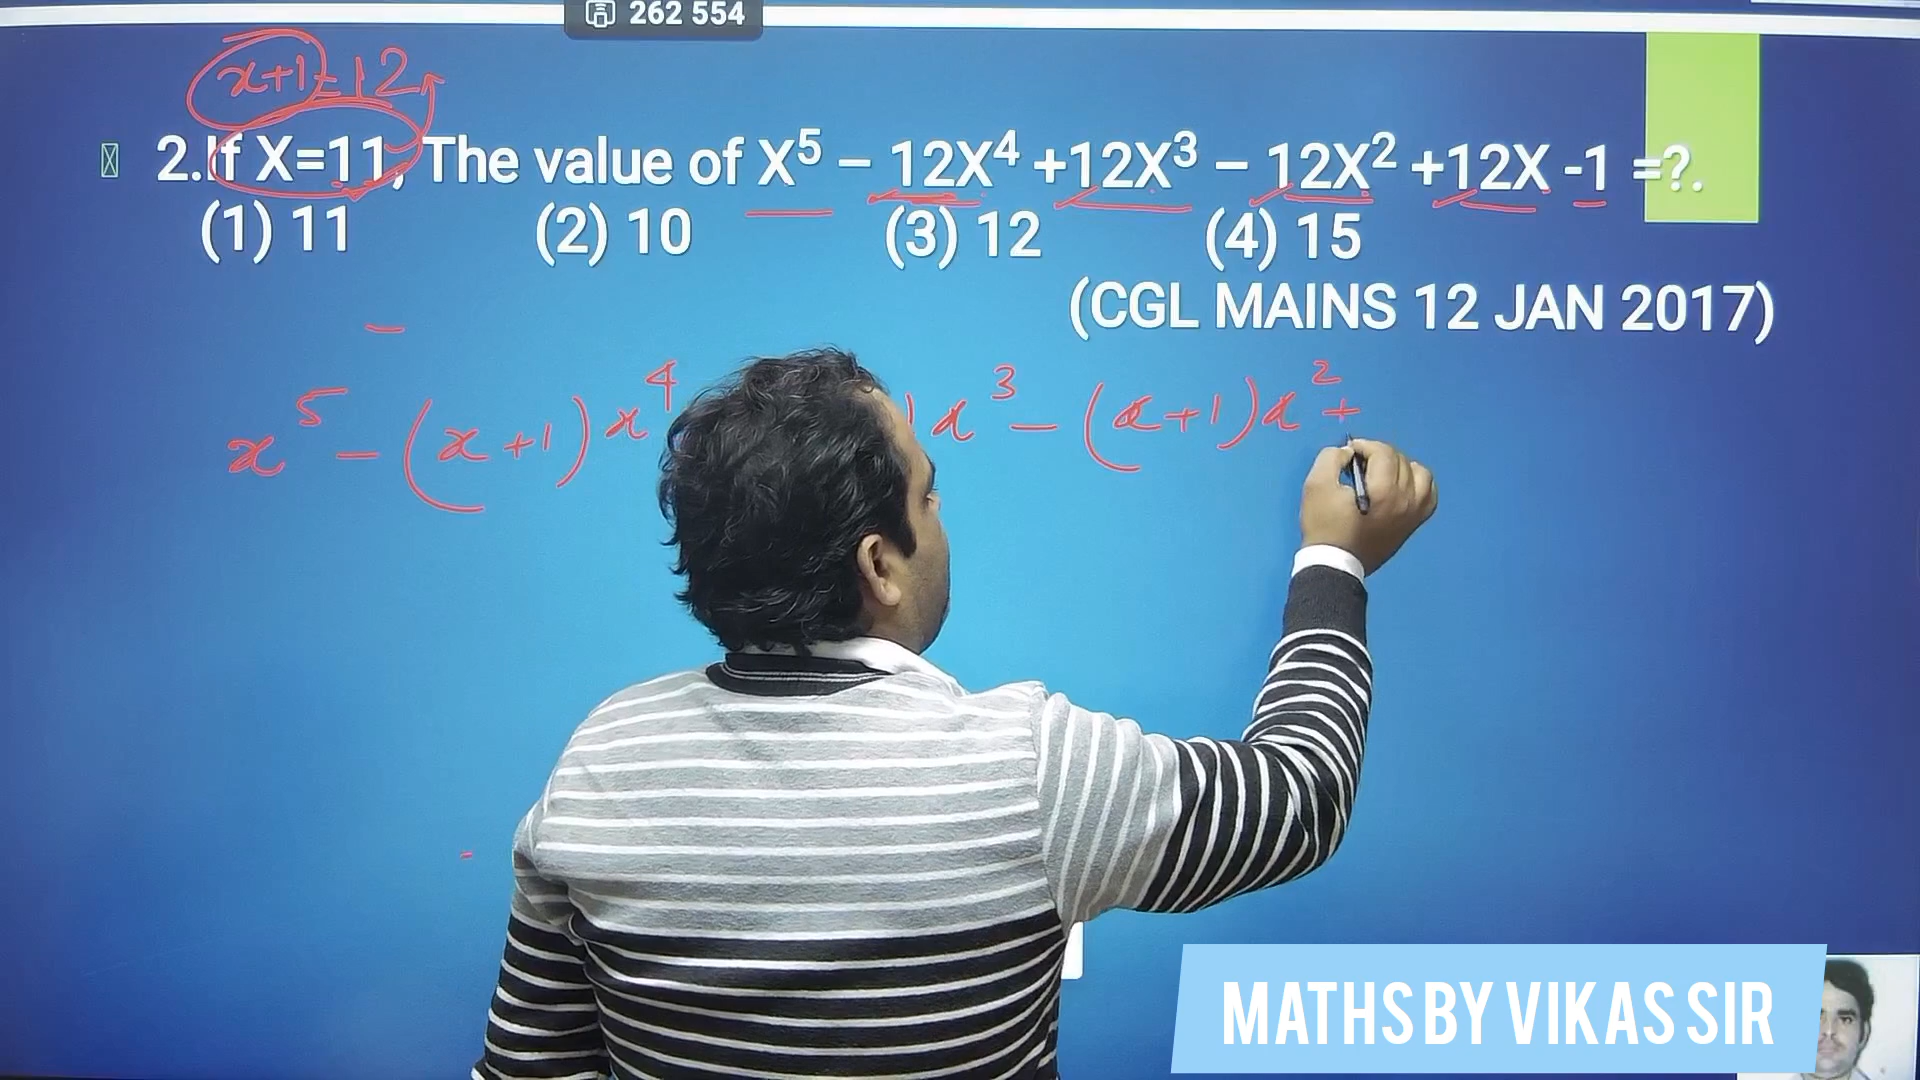 262 554
x+1=12
2.If X=11, The value of X⁵ – 12X⁴ +12X³ – 12X² +12X -1 =?.
(1) 11 (2) 10 (3) 12 (4) 15
(CGL MAINS 12 JAN 2017)
x⁵ – (x+1)x⁴ x³ – (x+1)x² +
MATHS BY VIKAS SIR